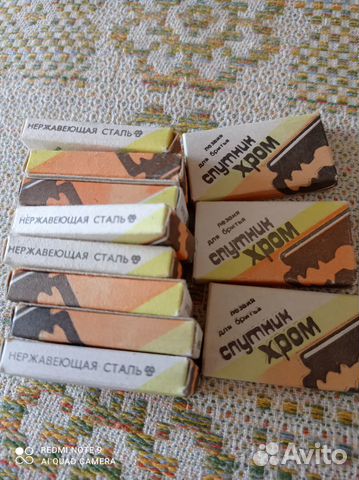 НЕРЖАВЕЮЩАЯ СТАЛЬ
НЕРЖАВЕЮЩАЯ СТАЛЬ
НЕРЖАВЕЮЩАЯ СТАЛЬ
НЕРЖАВЕЮЩАЯ СТАЛЬ
лезвия
для бритья
спутник
хром
лезвия
для бритья
спутник
хром
лезвия
для бритья
спутник
хром
REDMI NOTE 9
AI QUAD CAMERA
Avito